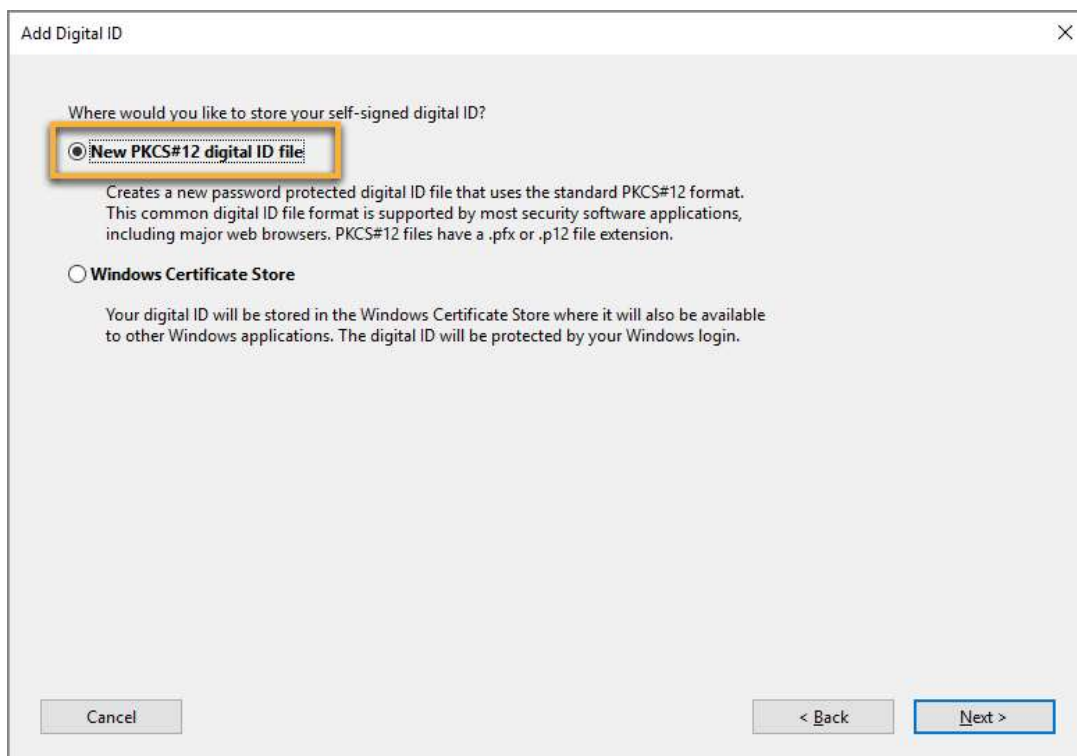 Add Digital ID
Where would you like to store your self-signed digital ID?
New PKCS#12 digital ID file
Creates a new password protected digital ID file that uses the standard PKCS#12 format.
This common digital ID file format is supported by most security software applications,
including major web browsers. PKCS#12 files have a .pfx or .p12 file extension.
Windows Certificate Store
Your digital ID will be stored in the Windows Certificate Store where it will also be available
to other Windows applications. The digital ID will be protected by your Windows login.
Cancel
< Back
Next >